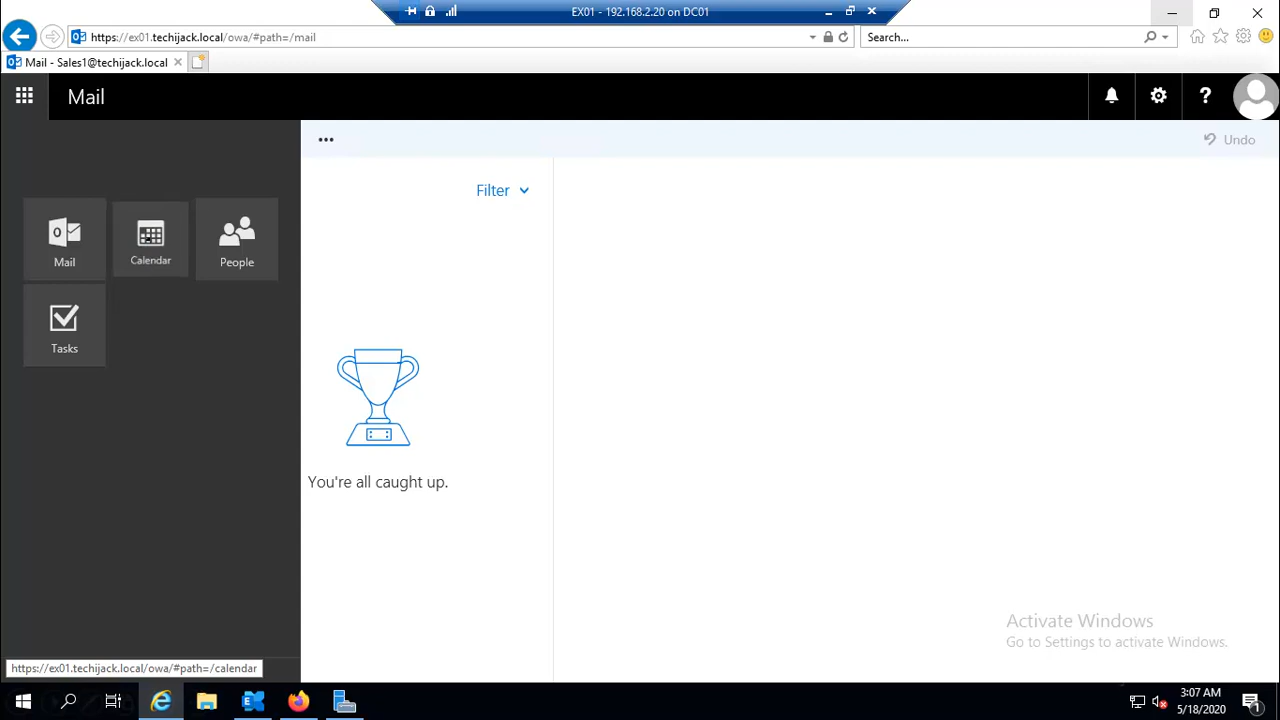 EX01 - 192.168.2.20 on DC01
https://ex01.techijack.local/owa/#path=/mail
Search...
Mail - Sales1@techijack.local
Mail
?
... 
Undo
Filter
Mail
Calendar
People
Tasks
You're all caught up.
Activate Windows
Go to Settings to activate Windows.
https://ex01.techijack.local/owa/#path=/calendar
3:07 AM
5/18/2020
1